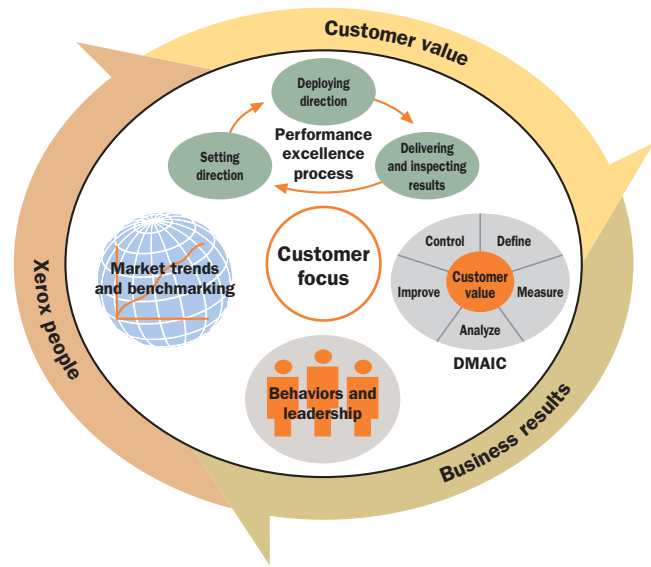 Customer value
Deploying
direction
Performance
excellence
process
Setting
direction
Delivering
and inspecting
results
Xerox people
Market trends
and benchmarking
Customer
focus
Control
Define
Improve
Customer
value
Measure
Analyze
DMAIC
Behaviors and
leadership
Business results